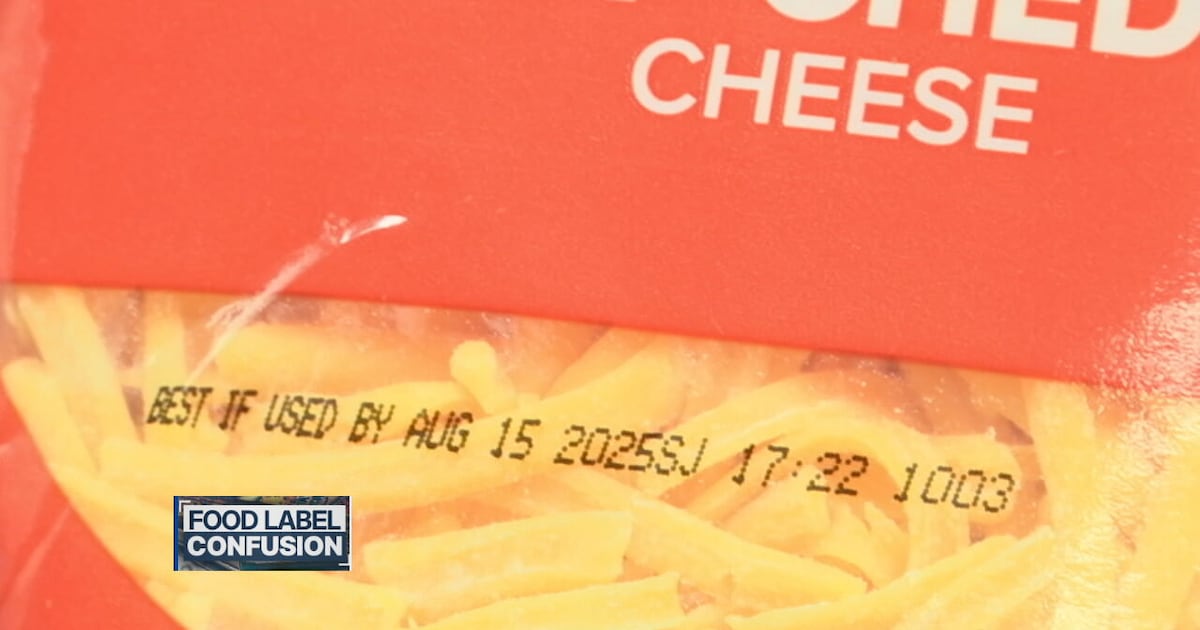 CHEESE
BEST IF USED BY AUG 15 2025SJ 17:22 1003
FOOD LABEL
CONFUSION